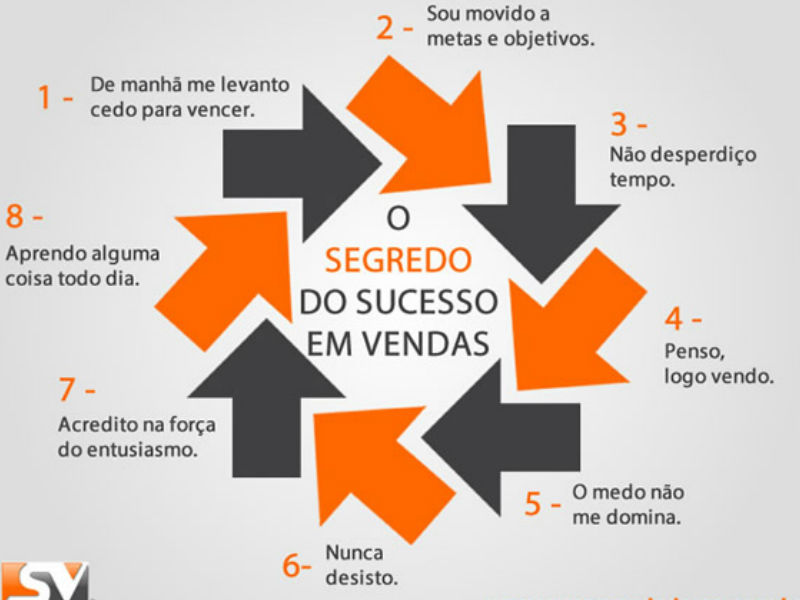 1 - De manhã me levanto
cedo para vencer.
2 - Sou movido a
metas e objetivos.
3 -
Não desperdiço
tempo.
4 -
Penso,
logo vendo.
5 - O medo não
me domina.
6- Nunca
desisto.
7 -
Acredito na força
do entusiasmo.
8 -
Aprendo alguma
coisa todo dia.
O
SEGREDO
DO SUCESSO
EM VENDAS
SV